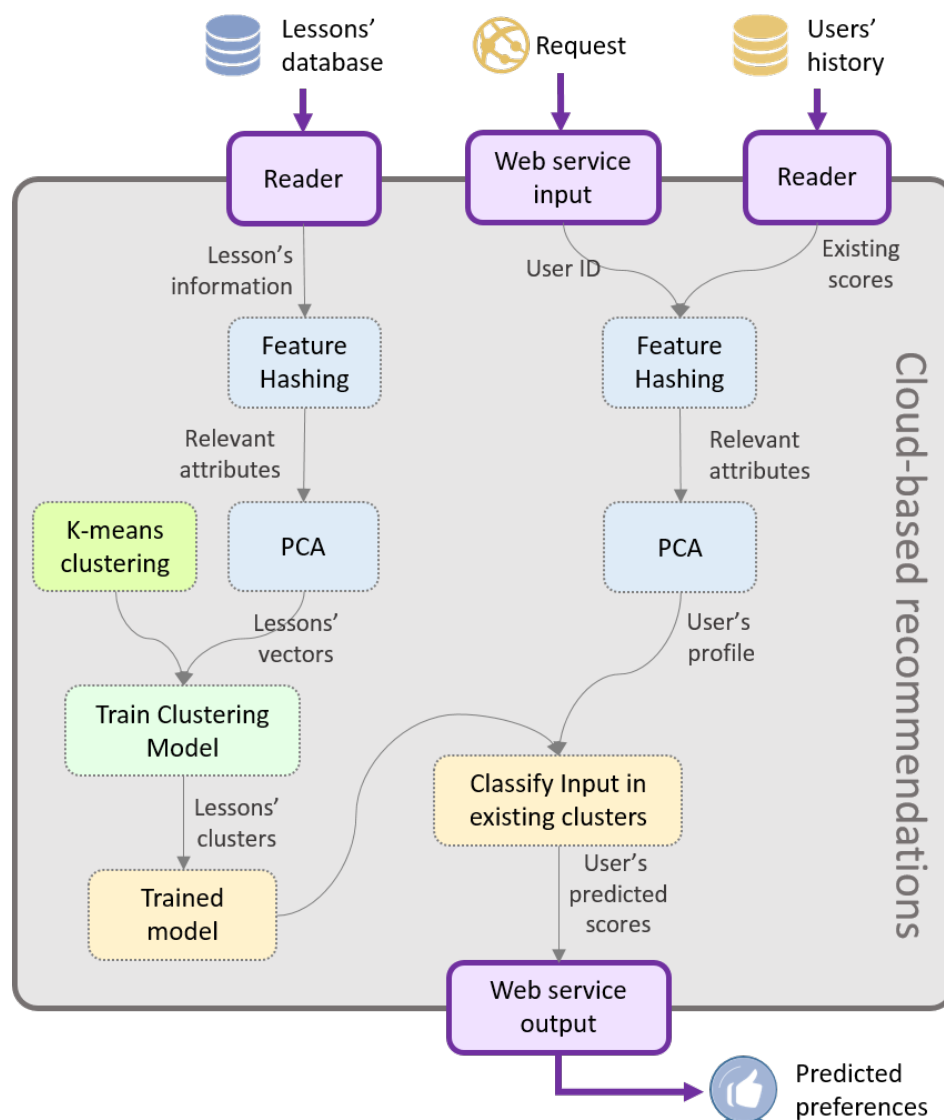 Lessons’
database
Request
Users’
history
Reader
Web service
input
Reader
Lesson’s
information
User ID
Existing
scores
Feature
Hashing
Feature
Hashing
Relevant
attributes
Relevant
attributes
K-means
clustering
PCA
PCA
Lessons’
vectors
User’s
profile
Train Clustering
Model
Classify Input in
existing clusters
Lessons’
clusters
Trained
model
User’s
predicted
scores
Web service
output
Predicted
preferences
Cloud-based recommendations